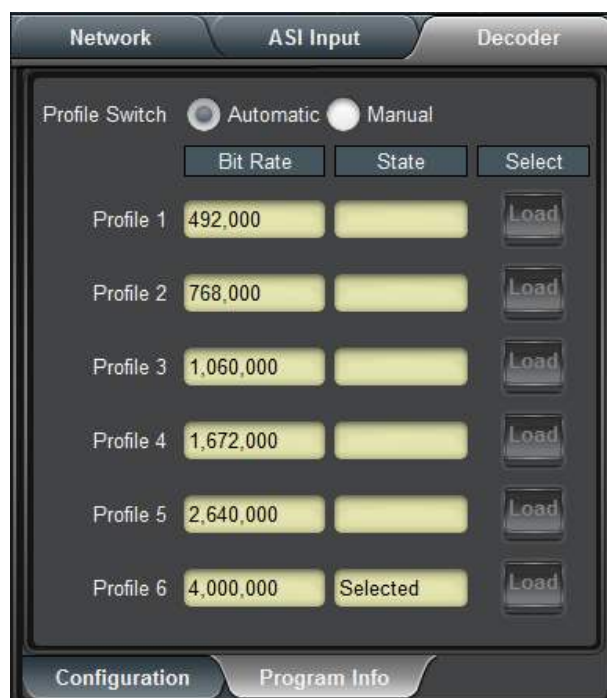 Network ASI Input Decoder
Profile Switch Automatic Manual
Bit Rate State Select
Profile 1 492,000 Load
Profile 2 768,000 Load
Profile 3 1,060,000 Load
Profile 4 1,672,000 Load
Profile 5 2,640,000 Load
Profile 6 4,000,000 Selected Load
Configuration Program Info